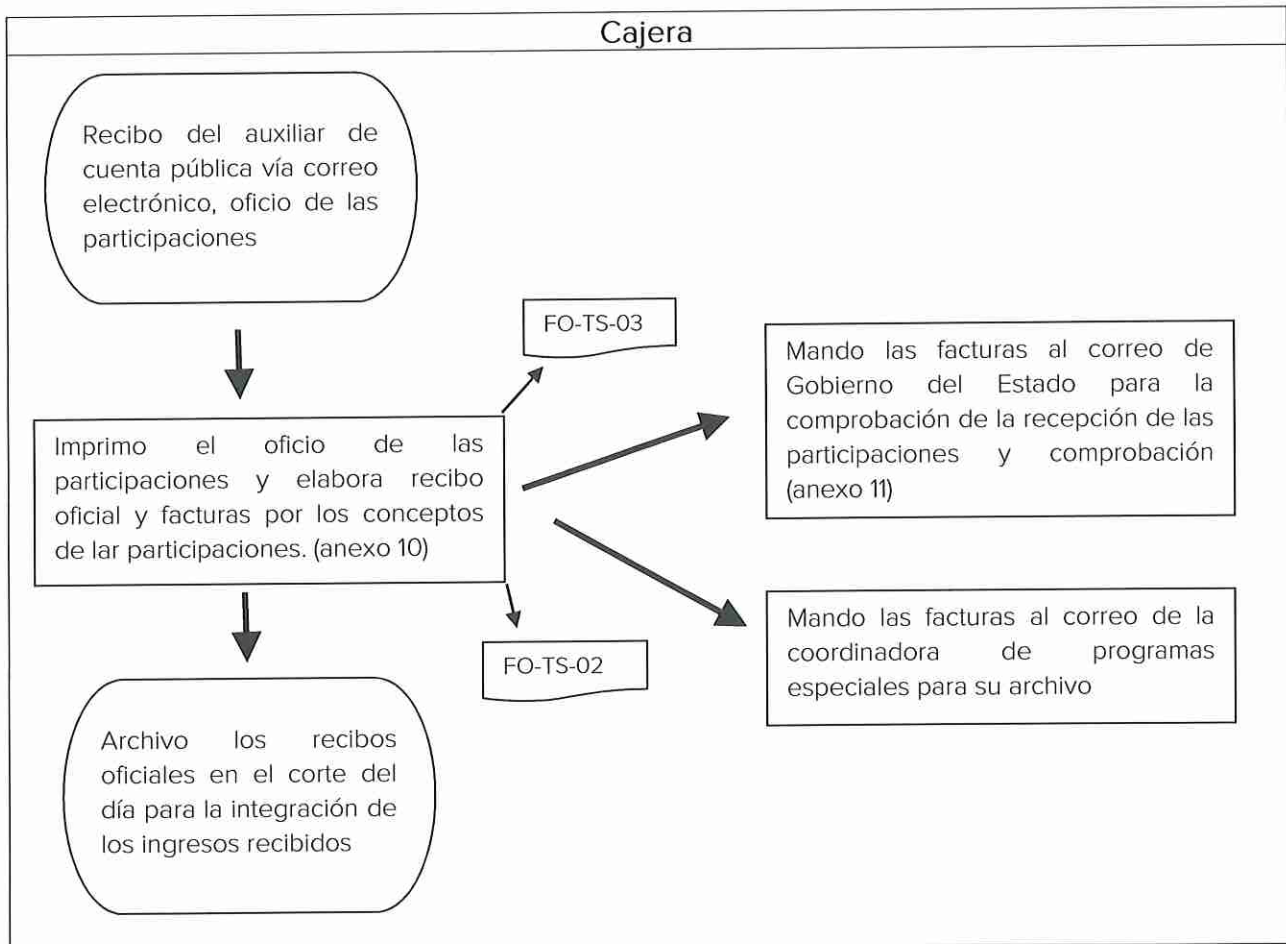 Cajera
Recibo del auxiliar de
cuenta pública vía correo
electrónico, oficio de las
participaciones
FO-TS-03
Imprimo el oficio de las
participaciones y elabora recibo
oficial y facturas por los conceptos
de lar participaciones. (anexo 10)
Mando las facturas al correo de
Gobierno del Estado para la
comprobación de la recepción de las
participaciones y comprobación
(anexo 11)
FO-TS-02
Mando las facturas al correo de la
coordinadora de programas
especiales para su archivo
Archivo los recibos
oficiales en el corte del
día para la integración de
los ingresos recibidos